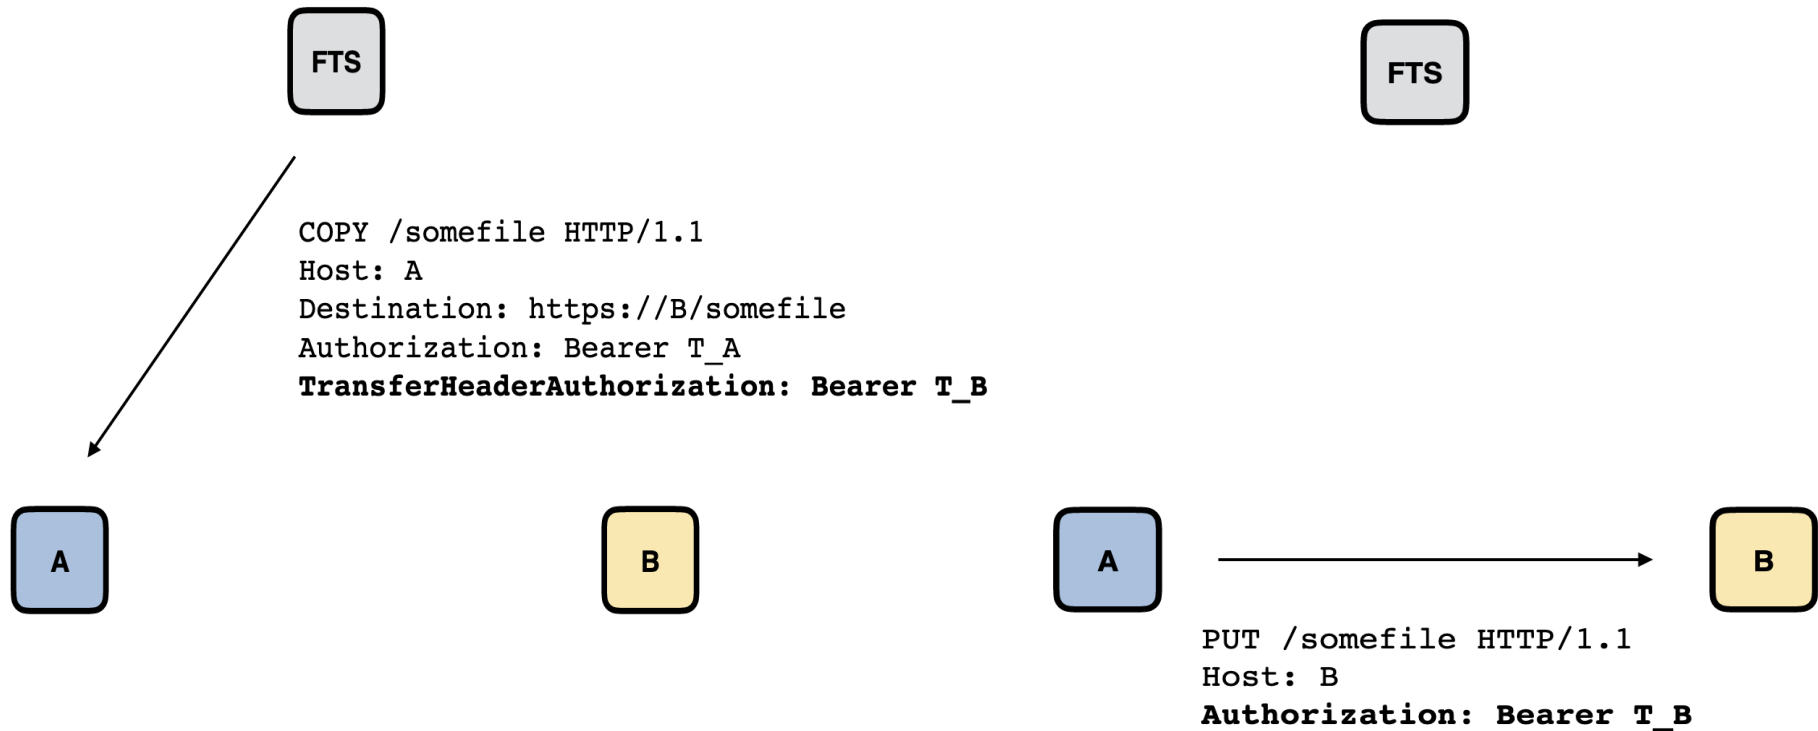 FTS
COPY /somefile HTTP/1.1
Host: A
Destination: https://B/somefile
Authorization: Bearer T_A
TransferHeaderAuthorization: Bearer T_B
A
B
FTS
A
B
PUT /somefile HTTP/1.1
Host: B
Authorization: Bearer T_B